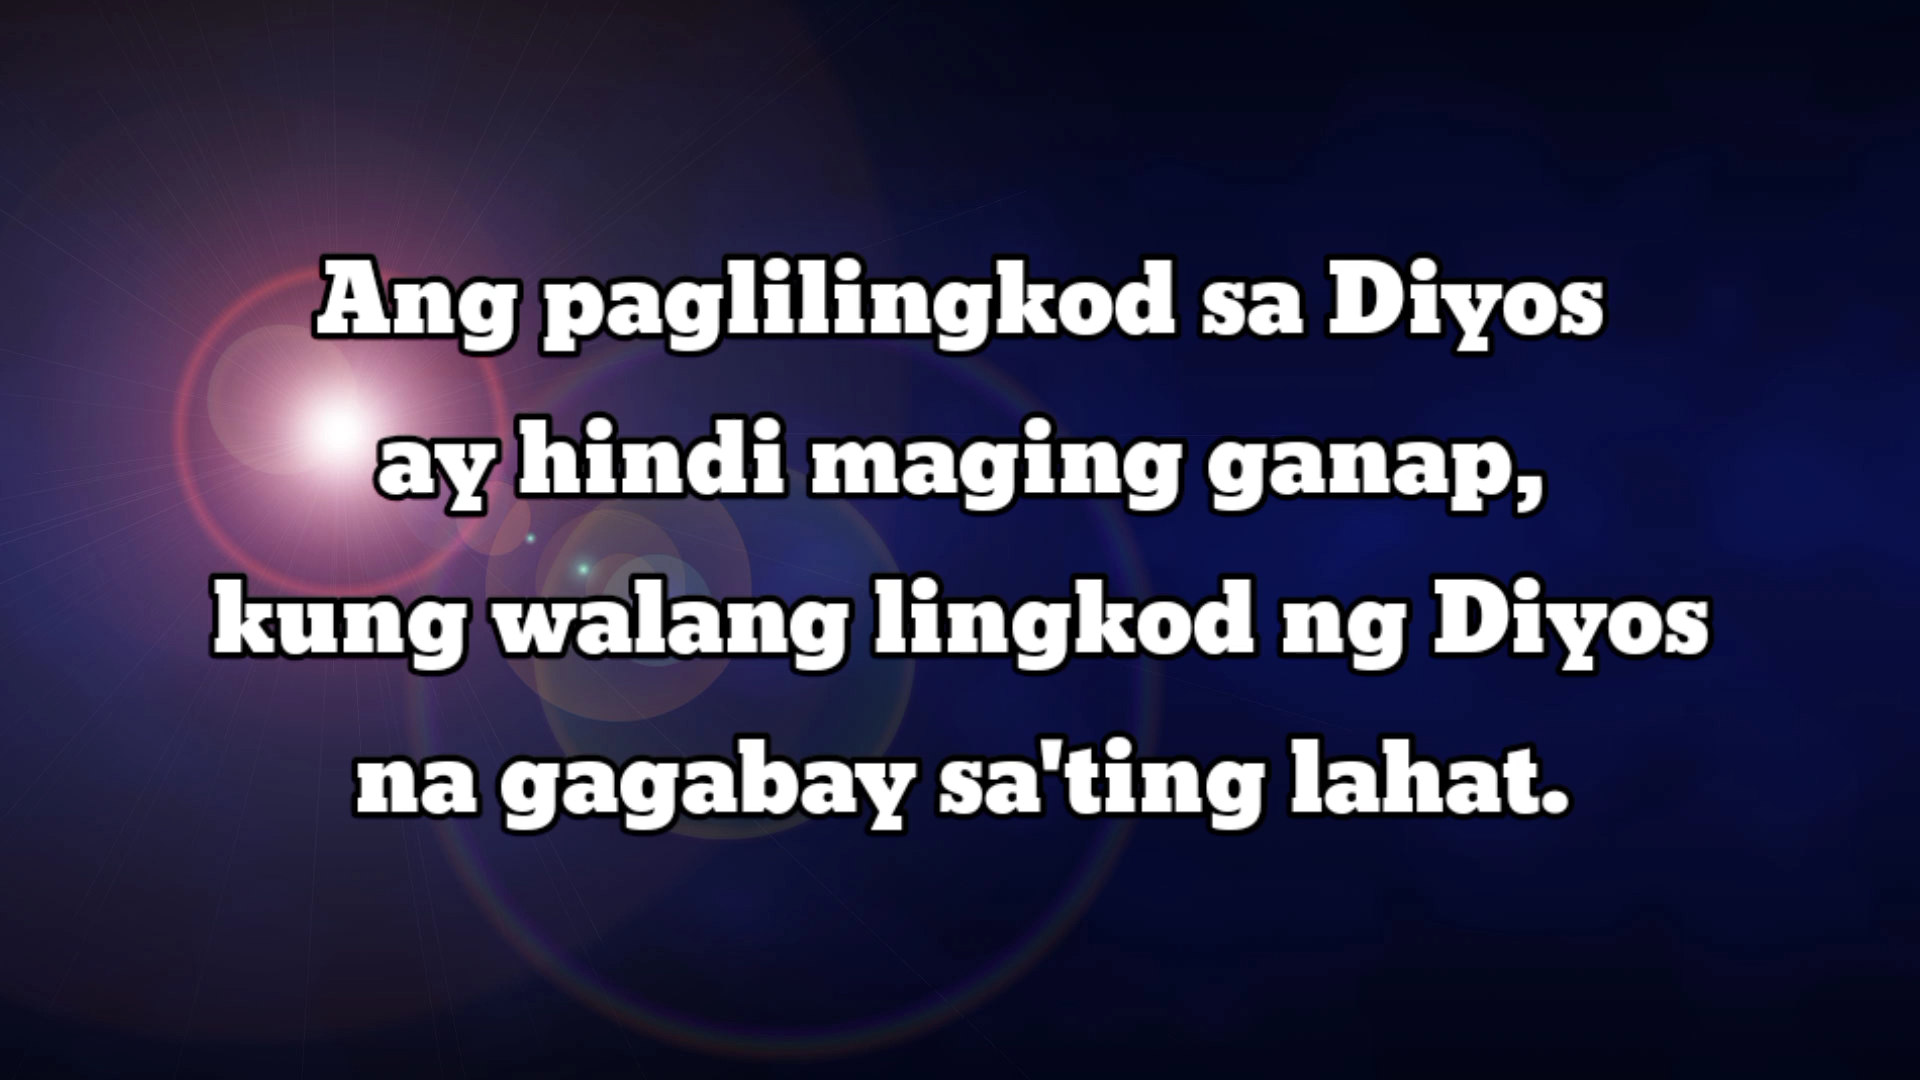 Ang paglilingkod sa Diyos
ay hindi maging ganap,
kung walang lingkod ng Diyos
na gagabay sa'ting lahat.